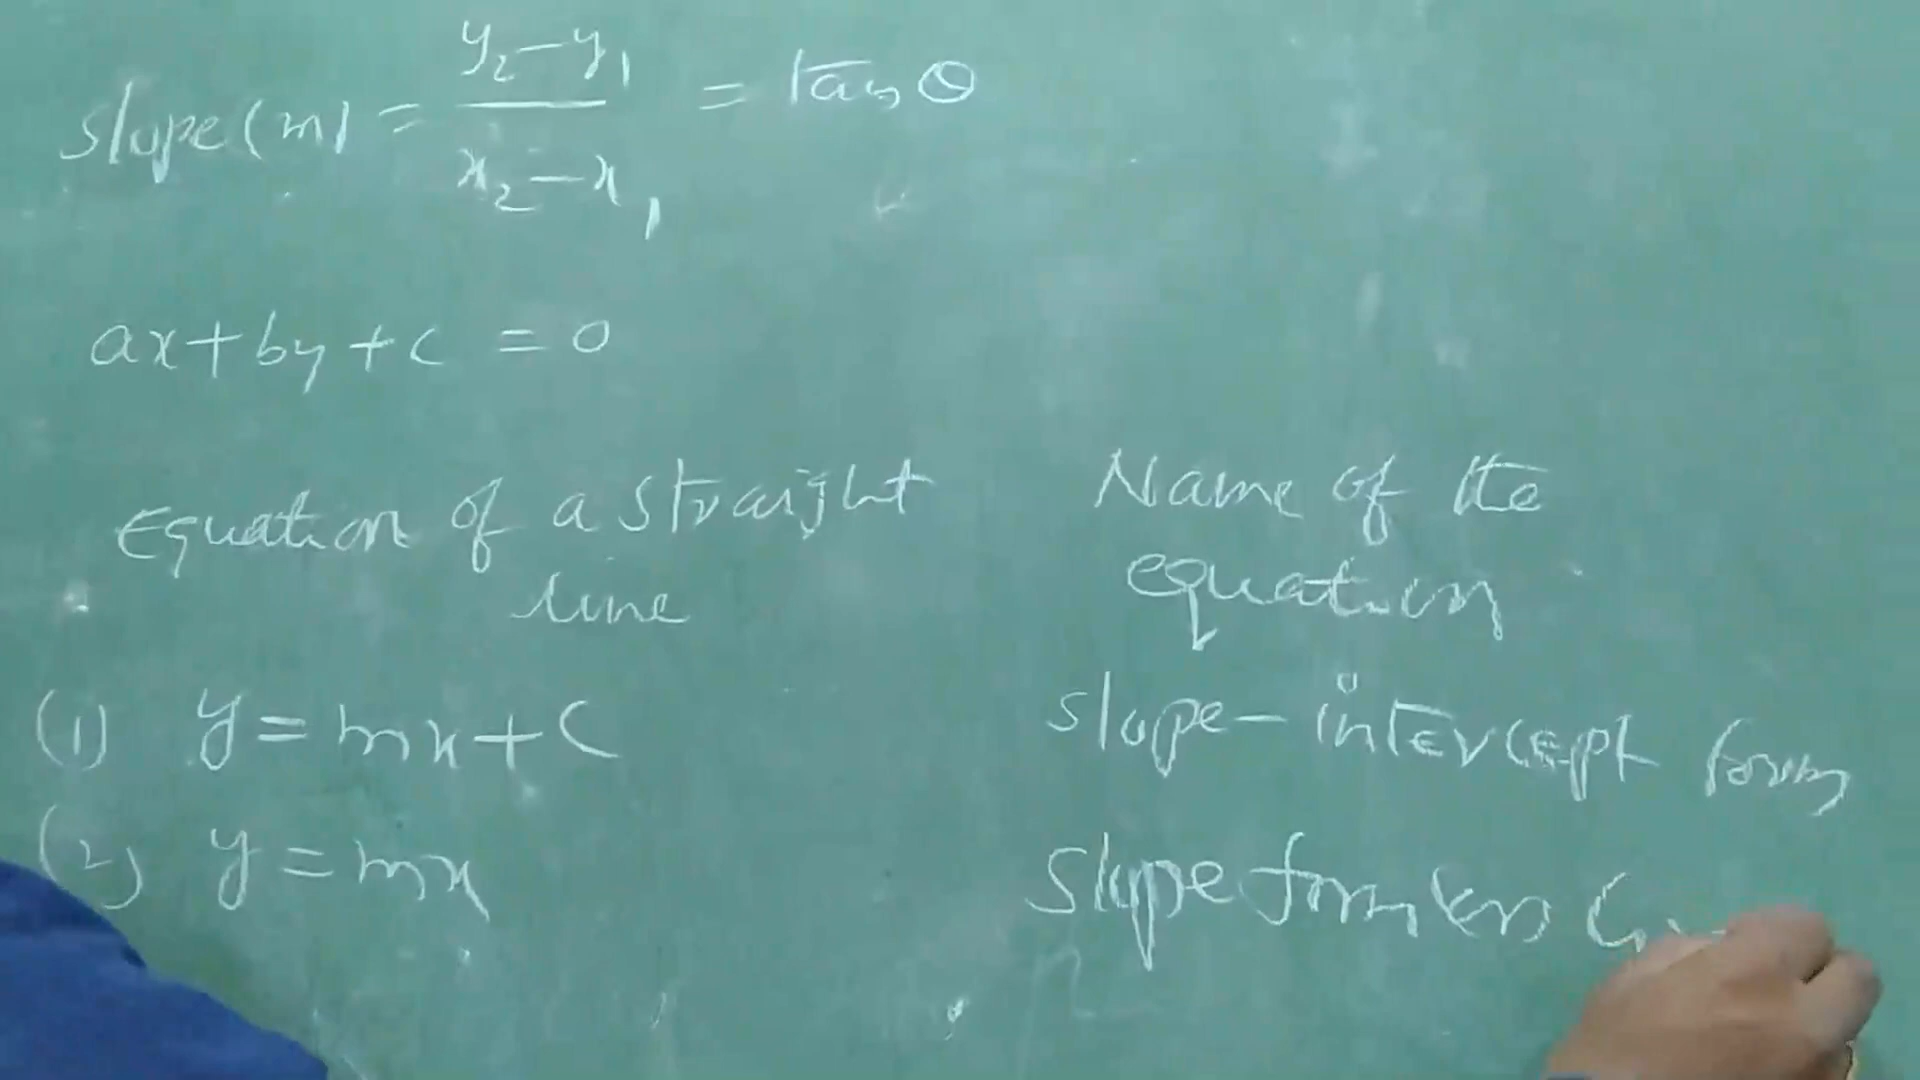 slope (m) = y₂ - y₁ / x₂ - x₁ = tan θ
ax + by + c = 0
Equation of a straight line
Name of the equation
(1) y = mx + c
slope - intercept form
(2) y = mx
slope form